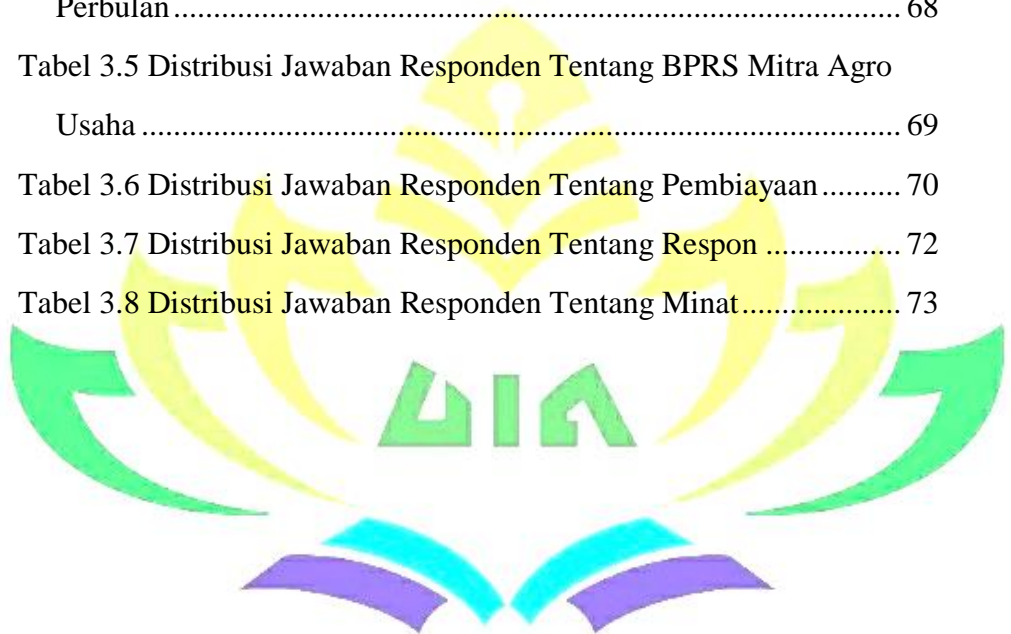 Perbulan.......................................................................................... 68
Tabel 3.5 Distribusi Jawaban Responden Tentang BPRS Mitra Agro
Usaha .............................................................................................. 69
Tabel 3.6 Distribusi Jawaban Responden Tentang Pembiayaan.......... 70
Tabel 3.7 Distribusi Jawaban Responden Tentang Respon ................. 72
Tabel 3.8 Distribusi Jawaban Responden Tentang Minat.................... 73
UIN